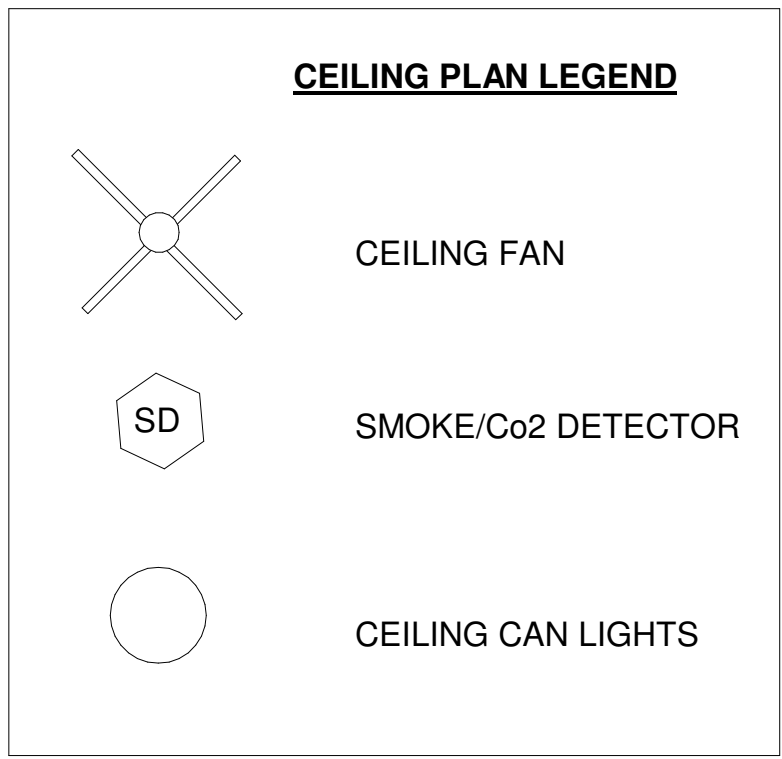 CEILING PLAN LEGEND
CEILING FAN
SD
SMOKE/Co2 DETECTOR
CEILING CAN LIGHTS